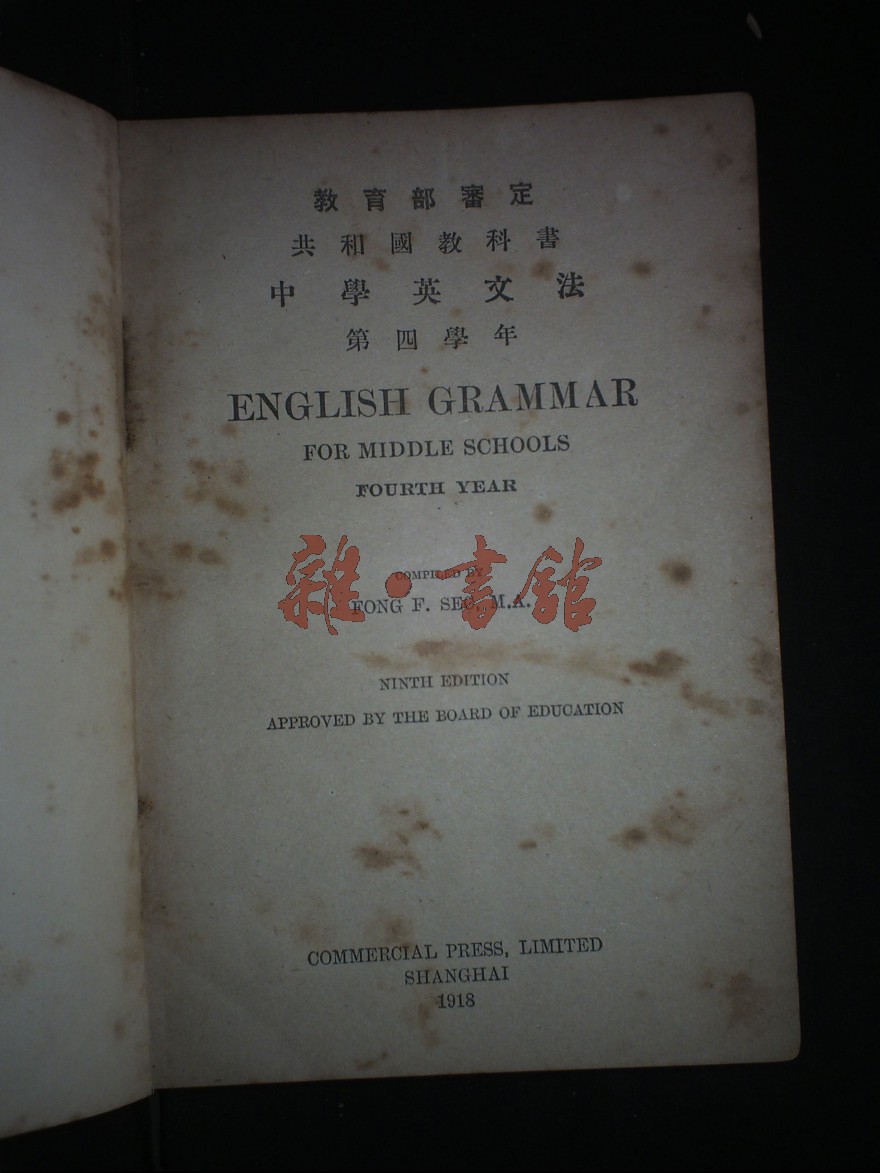 教育部審定
共和國教科書
中學英文法
第四學年
ENGLISH GRAMMAR
FOR MIDDLE SCHOOLS
FOURTH YEAR
COMPILED BY
FONG F. SEC, M.A.
雜·書館
NINTH EDITION
APPROVED BY THE BOARD OF EDUCATION
COMMERCIAL PRESS, LIMITED
SHANGHAI
1918